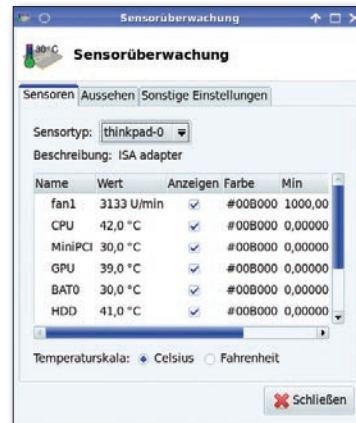 Sensorüberwachung
30°C
Sensorüberwachung
Sensoren Aussehen Sonstige Einstellungen
Sensortyp: thinkpad-0
Beschreibung: ISA adapter
Name Wert Anzeigen Farbe Min
fan1 3133 U/min #00B000 1000,00
CPU 42,0 °C #00B000 0,00000
MiniPCI 30,0 °C #00B000 0,00000
GPU 39,0 °C #00B000 0,00000
BAT0 30,0 °C #00B000 0,00000
HDD 41,0 °C #00B000 0,00000
Temperaturskala: Celsius Fahrenheit
Schließen